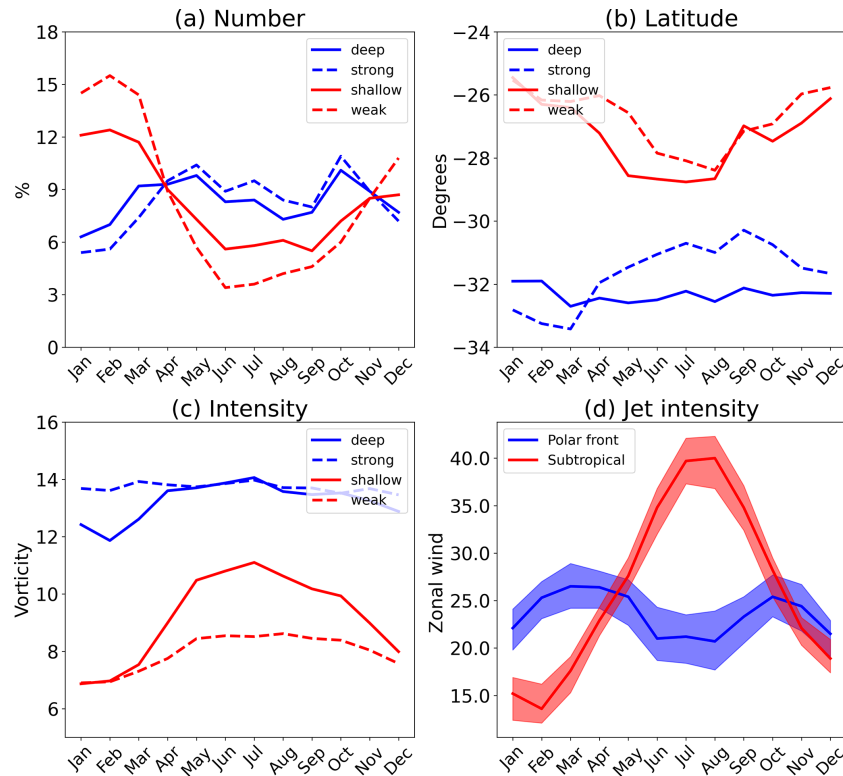 (a) Number
18
15
12
9
6
3
0
%
deep
strong
shallow
weak
Jan Feb Mar Apr May Jun Jul Aug Sep Oct Nov Dec
(b) Latitude
−24
−26
−28
−30
−32
−34
Degrees
deep
strong
shallow
weak
Jan Feb Mar Apr May Jun Jul Aug Sep Oct Nov Dec
(c) Intensity
16
14
12
10
8
6
Vorticity
deep
strong
shallow
weak
Jan Feb Mar Apr May Jun Jul Aug Sep Oct Nov Dec
(d) Jet intensity
40.0
35.0
30.0
25.0
20.0
15.0
Zonal wind
Polar front
Subtropical
Jan Feb Mar Apr May Jun Jul Aug Sep Oct Nov Dec